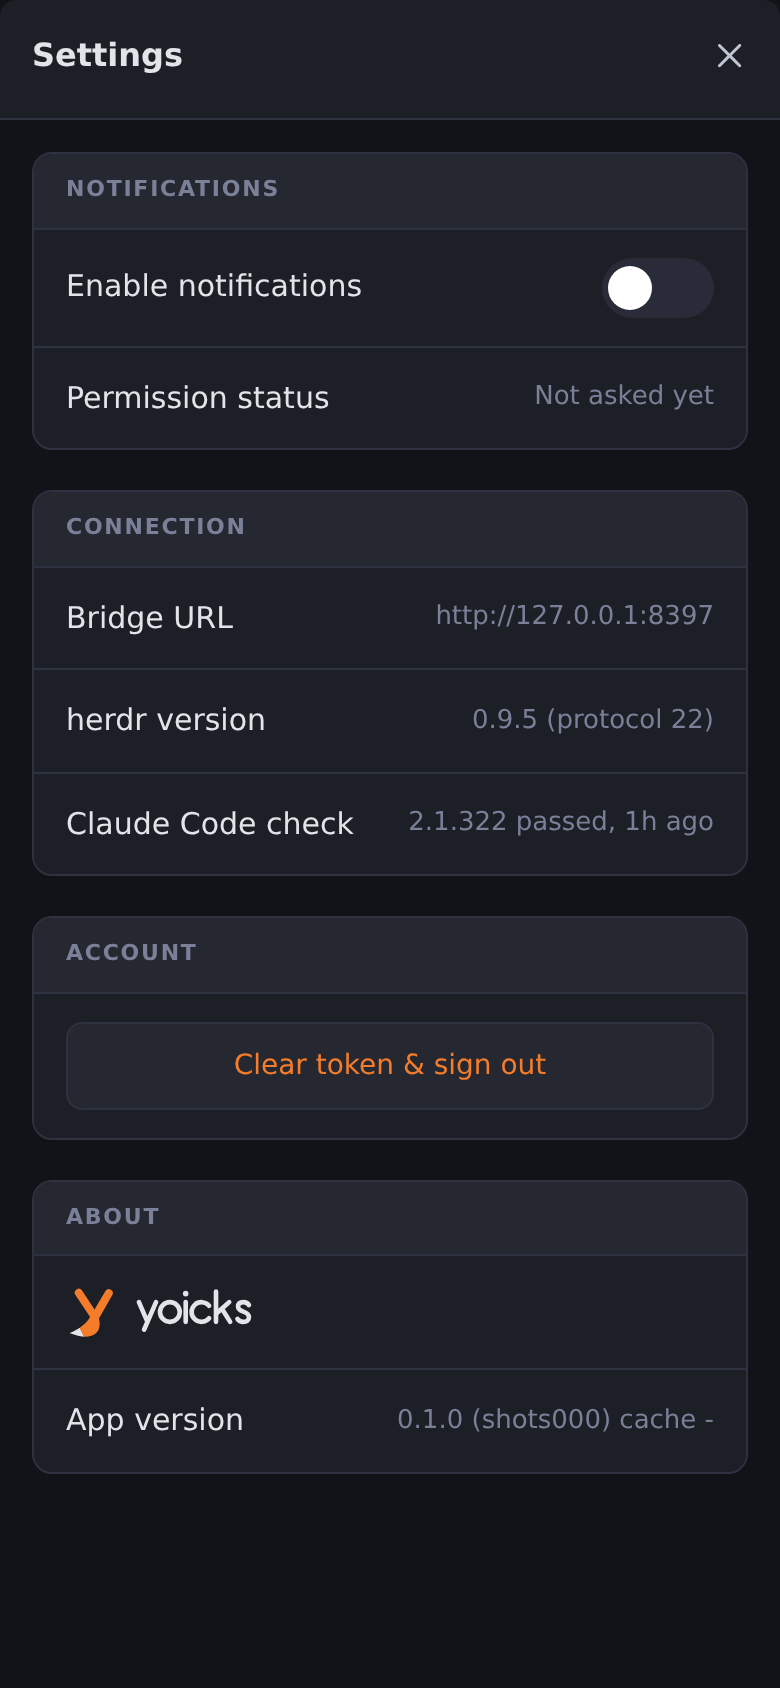 Settings
NOTIFICATIONS
Enable notifications
Permission status Not asked yet
CONNECTION
Bridge URL http://127.0.0.1:8397
herdr version 0.9.5 (protocol 22)
Claude Code check 2.1.322 passed, 1h ago
ACCOUNT
Clear token & sign out
ABOUT
yoicks
App version 0.1.0 (shots000) cache -